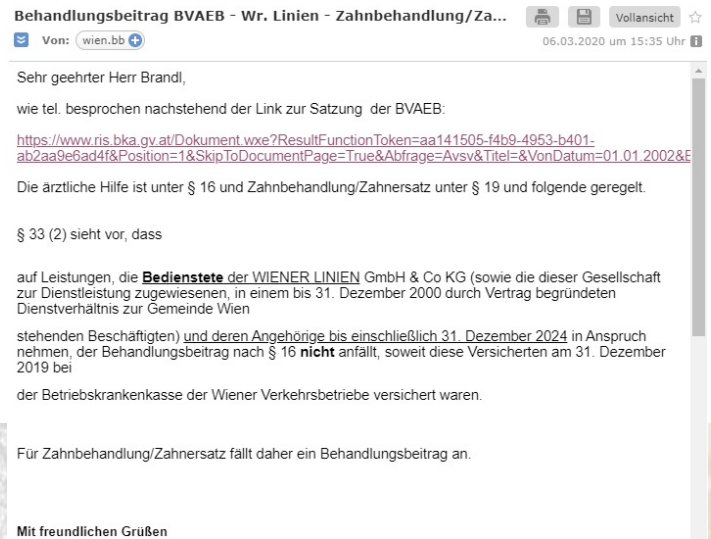 Behandlungsbeitrag BVAEB - Wr. Linien - Zahnbehandlung/Za...
Vollansicht
Von: wien.bb
06.03.2020 um 15:35 Uhr
Sehr geehrter Herr Brandl,
wie tel. besprochen nachstehend der Link zur Satzung der BVAEB:
https://www.ris.bka.gv.at/Dokument.wxe?ResultFunctionToken=aa141505-f4b9-4953-b401-
ab2aa9e6ad4f&Position=1&SkipToDocumentPage=True&Abfrage=Avsv&Titel=&VonDatum=01.01.2002&E
Die ärztliche Hilfe ist unter § 16 und Zahnbehandlung/Zahnersatz unter § 19 und folgende geregelt.
§ 33 (2) sieht vor, dass
auf Leistungen, die Bedienstete der WIENER LINIEN GmbH & Co KG (sowie die dieser Gesellschaft
zur Dienstleistung zugewiesenen, in einem bis 31. Dezember 2000 durch Vertrag begründeten
Dienstverhältnis zur Gemeinde Wien
stehenden Beschäftigten) und deren Angehörige bis einschließlich 31. Dezember 2024 in Anspruch
nehmen, der Behandlungsbeitrag nach § 16 nicht anfällt, soweit diese Versicherten am 31. Dezember
2019 bei
der Betriebskrankenkasse der Wiener Verkehrsbetriebe versichert waren.
Für Zahnbehandlung/Zahnersatz fällt daher ein Behandlungsbeitrag an.
Mit freundlichen Grüßen